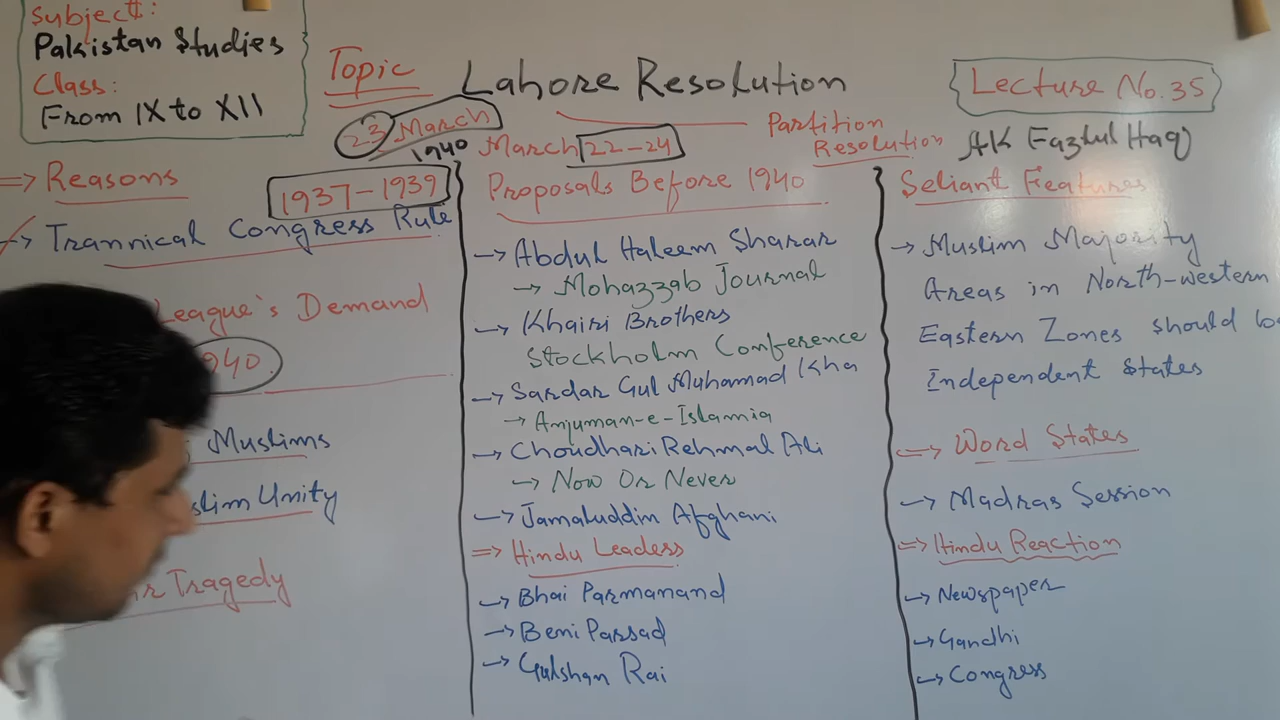 Subject:
Pakistan Studies
Class:
From IX to XII
Topic
Lahore Resolution
Lecture No.35
23 March
1940
March 22-24
Partition
Resolution
AK Fazlul Haq
⇒ Reasons
1937-1939
→ Trannical Congress Rule
League's Demand
1940
Muslims
Unity
Tragedy
Proposals Before 1940
→ Abdul Haleem Sharar
→ Mohazzab Journal
→ Khairi Brothers
Stockholm Conference
→ Sardar Gul Muhamad Kha
→ Anjuman-e-Islamia
→ Choudhari Rehmal Ali
→ Now Or Never
→ Jamaluddin Afghani
⇒ Hindu Leadess
→ Bhai Parmanand
→ Beni Parsad
→ Gulshan Rai
Seliant Features
→ Muslim Majority
Areas in North-western
Eastern Zones should be
Independent States
⇒ Word States
→ Madras Session
⇒ Hindu Reaction
→ Newspaper
→ Gandhi
→ Congress